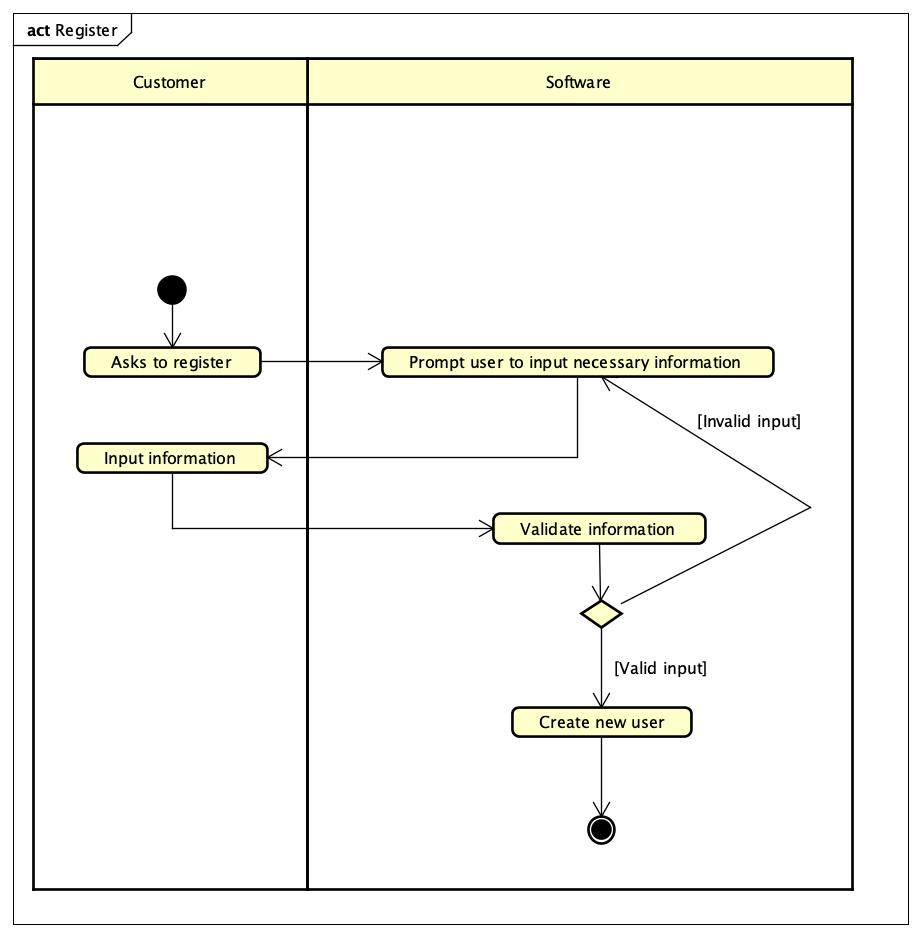 act Register
Customer
Software
Asks to register
Prompt user to input necessary information
[Invalid input]
Input information
Validate information
[Valid input]
Create new user